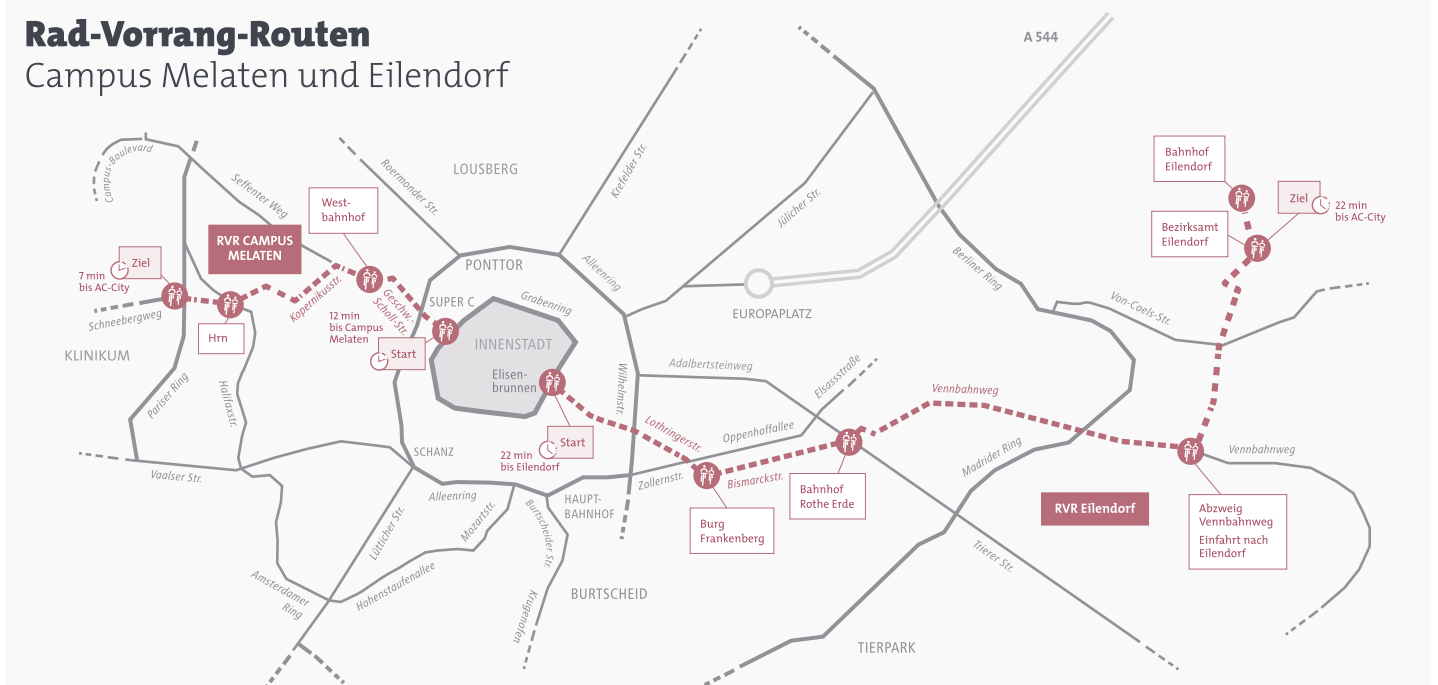 Rad-Vorrang-Routen
Campus Melaten und Eilendorf
A 544
Campus-Boulevard
Seffenter Weg
Roermonder Str.
LOUSBERG
Krefelder Str.
Jülicher Str.
Bahnhof
Eilendorf
Ziel
22 min
bis AC-City
Bezirksamt
Eilendorf
West-
bahnhof
RVR CAMPUS
MELATEN
Ziel
7 min
bis AC-City
Schneebergweg
KLINIKUM
Hrn
Kopernikusstr.
Geschw.-
Scholl-Str.
12 min
bis Campus
Melaten
Start
SUPER C
PONTTOR
Alleenring
Grabenring
INNENSTADT
Elisen-
brunnen
Start
22 min
bis Eilendorf
EUROPAPLATZ
Berliner Ring
Von-Coels-Str.
Adalbertsteinweg
Elsassstraße
Wilhelmstr.
Lothringerstr.
Oppenhoffallee
Vennbahnweg
Zollernstr.
Bismarckstr.
Madrider Ring
Vennbahnweg
Pariser Ring
Halifaxstr.
Vaalser Str.
SCHANZ
Alleenring
Lütticher Str.
Mozartstr.
Burtscheider Str.
HAUPT-
BAHNHOF
Burg
Frankenberg
Bahnhof
Rothe Erde
RVR Eilendorf
Abzweig
Vennbahnweg
Einfahrt nach
Eilendorf
Trierer Str.
Amsterdamer
Ring
Hohenstaufenallee
Krugenofen
BURTSCHEID
TIERPARK